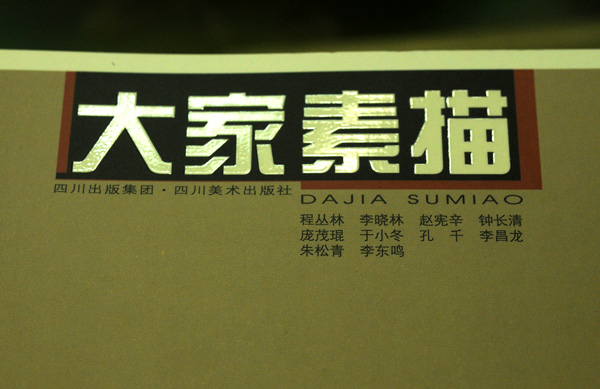 大家素描
四川出版集团·四川美术出版社
DAJIA SUMIAO
程丛林 李晓林 赵宪辛 钟长清
庞茂琨 于小冬 孔千 李昌龙
朱松青 李东鸣